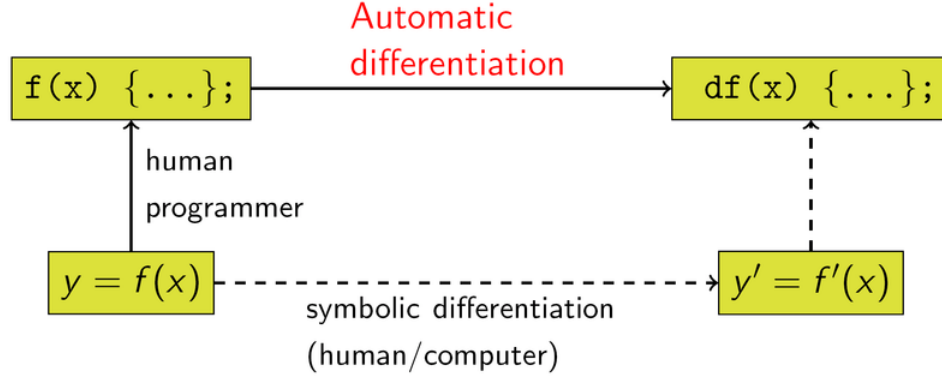 Automatic
differentiation
f(x) {...};
df(x) {...};
human
programmer
y = f(x)
y′ = f′(x)
symbolic differentiation
(human/computer)